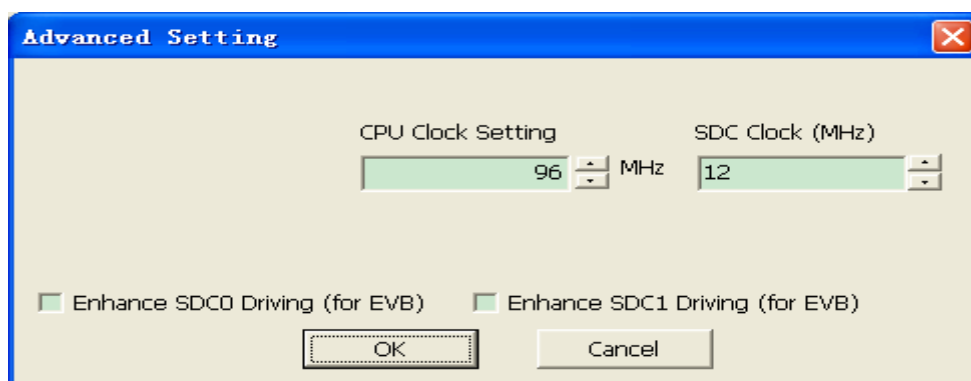 Advanced Setting
CPU Clock Setting SDC Clock (MHz)
96 MHz 12
Enhance SDC0 Driving (for EVB) Enhance SDC1 Driving (for EVB)
OK Cancel